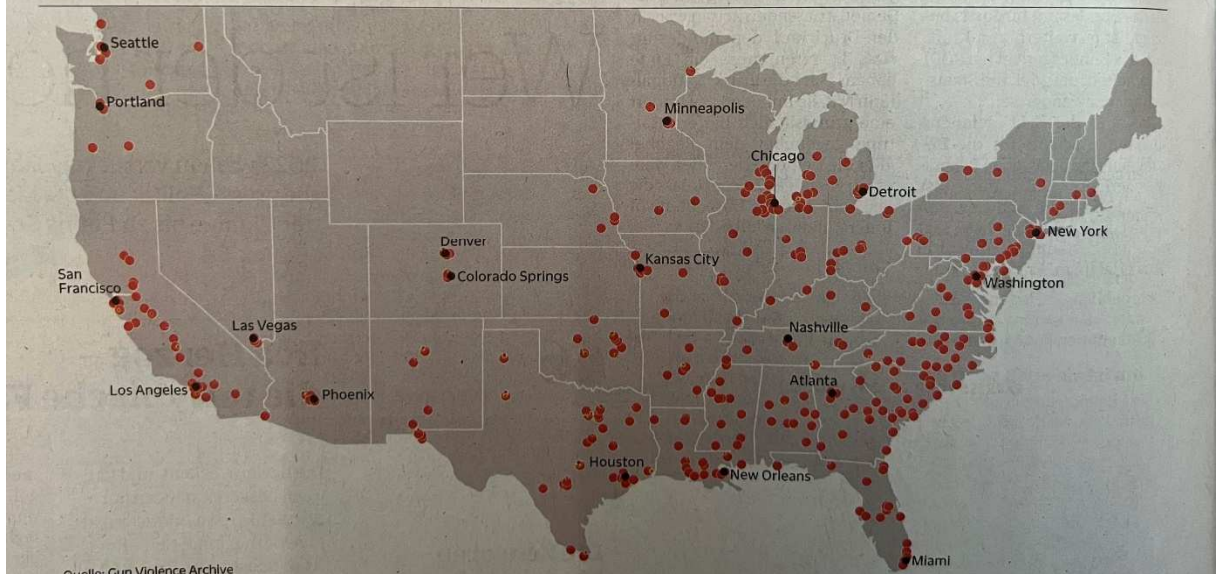 Seattle
Portland
Minneapolis
Chicago
Detroit
New York
Denver
Colorado Springs
Kansas City
Washington
San
Francisco
Las Vegas
Nashville
Los Angeles
Phoenix
Atlanta
Houston
New Orleans
Miami
Quelle: Gun Violence Archive